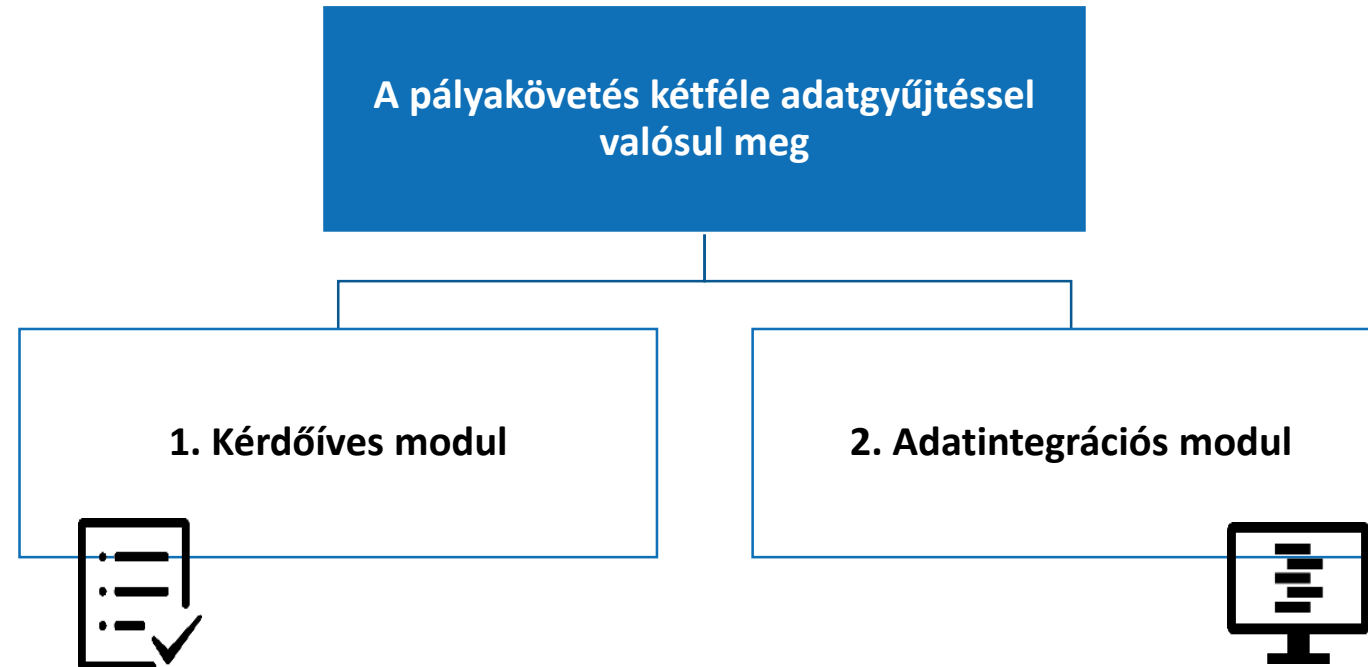 A pályakövetés kétféle adatgyűjtéssel
valósul meg
1. Kérdőíves modul
2. Adatintegrációs modul